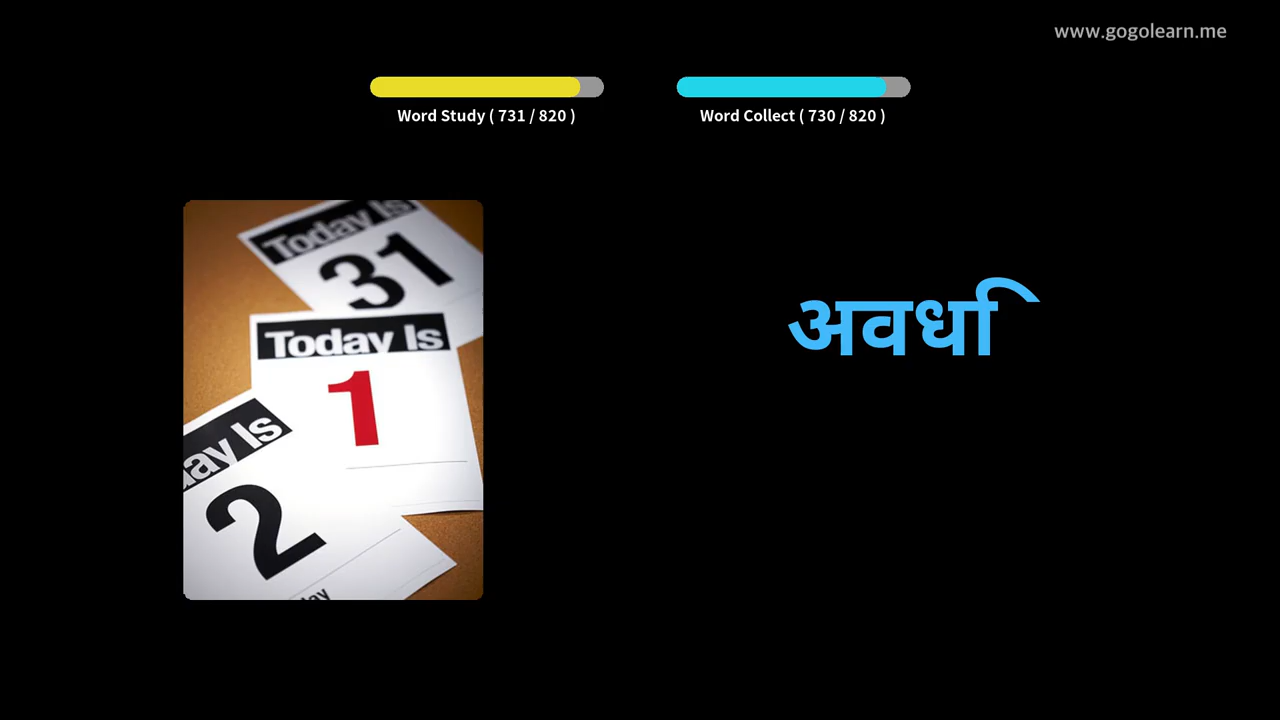 www.gogolearn.me
Word Study ( 731 / 820 )
Word Collect ( 730 / 820 )
Today Is
31
Today Is
1
अवधि
ay Is
2
day